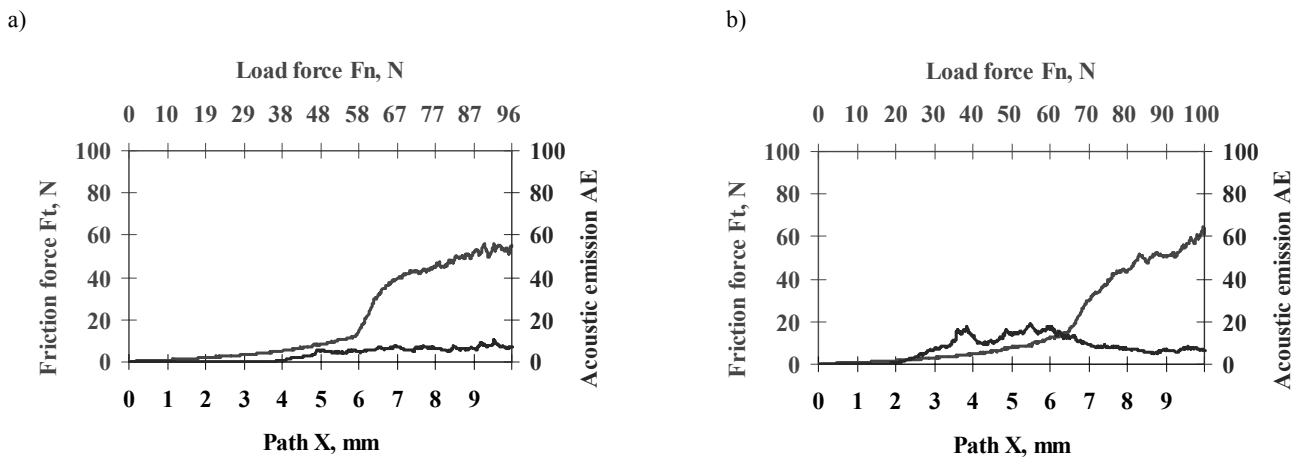 a)
Load force Fn, N
0 10 19 29 38 48 58 67 77 87 96
100 100
80 80
60 60
40 40
20 20
0 0
Friction force Ft, N
Acoustic emission AE
0 1 2 3 4 5 6 7 8 9
Path X, mm
b)
Load force Fn, N
0 10 20 30 40 50 60 70 80 90 100
100 100
80 80
60 60
40 40
20 20
0 0
Friction force Ft, N
Acoustic emission AE
0 1 2 3 4 5 6 7 8 9
Path X, mm